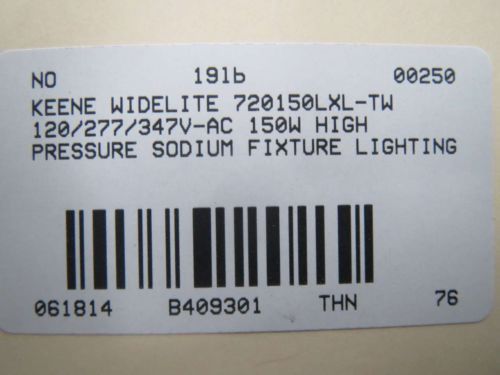 NO 19lb 00250
KEENE WIDELITE 720150LXL-TW
120/277/347V-AC 150W HIGH
PRESSURE SODIUM FIXTURE LIGHTING
061814 B409301 THN 76